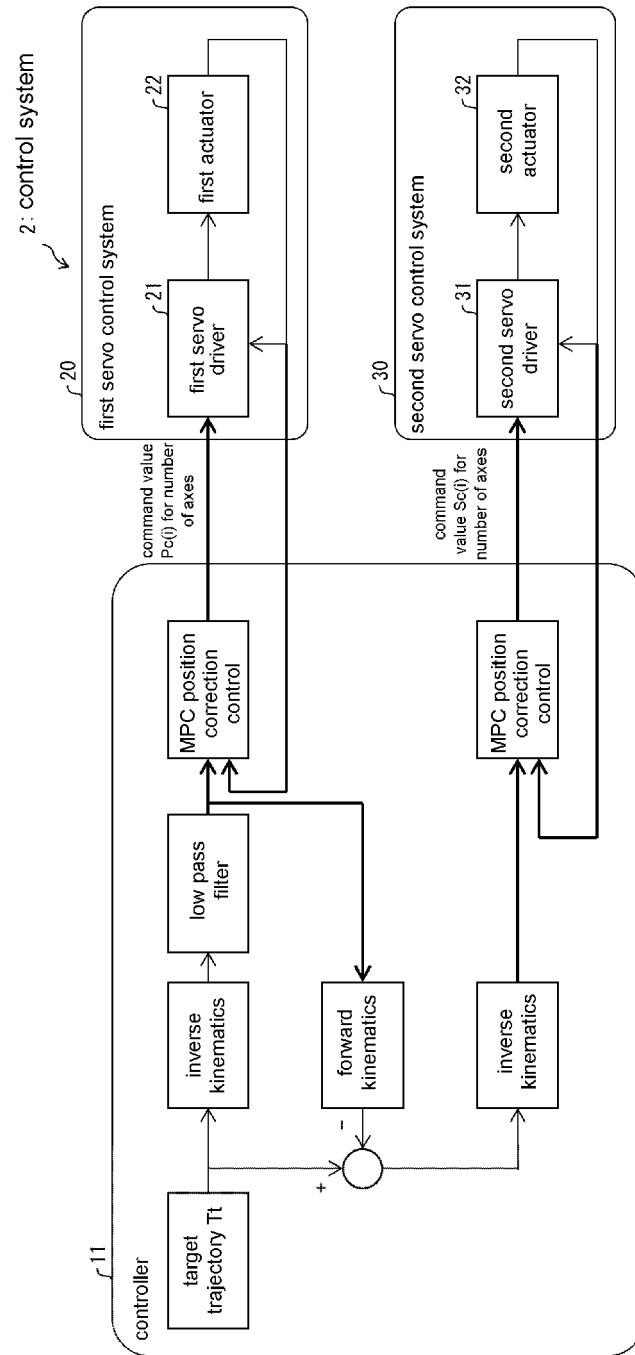 2: control system
11
controller
target
trajectory Tt
inverse
kinematics
low pass
filter
MPC position
correction
control
command value
Pc(i) for number
of axes
20
first servo control system
21
first servo
driver
22
first actuator
+
−
forward
kinematics
inverse
kinematics
MPC position
correction
control
command
value Sc(i) for
number of axes
30
second servo control system
31
second servo
driver
32
second
actuator